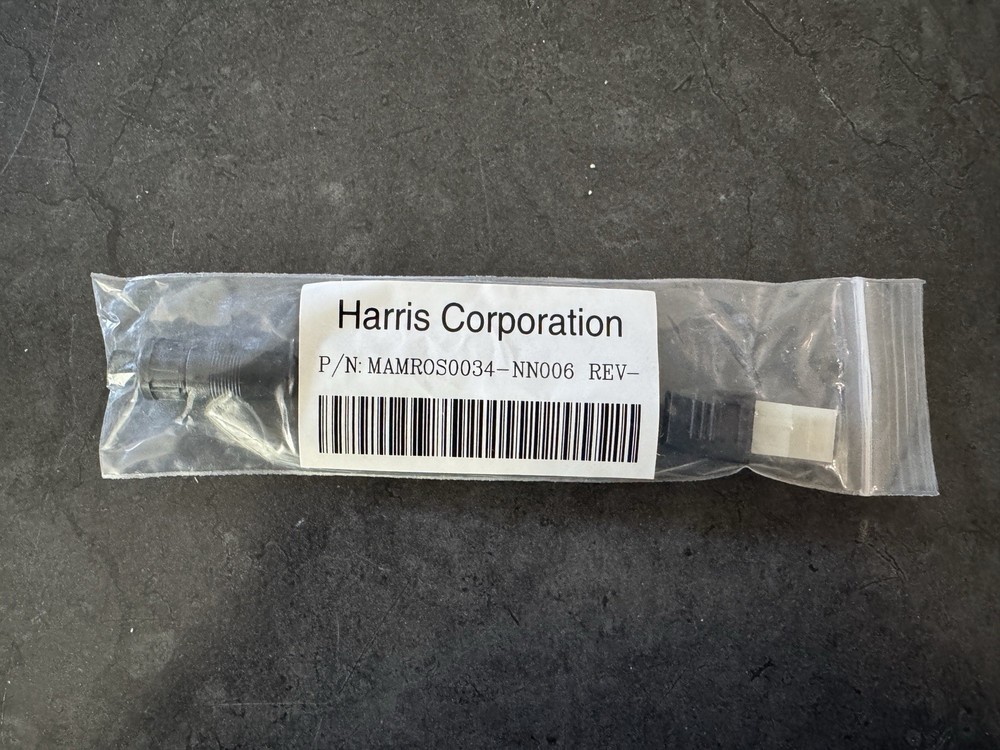 Harris Corporation
P/N: MAMROS0034-NN006 REV-